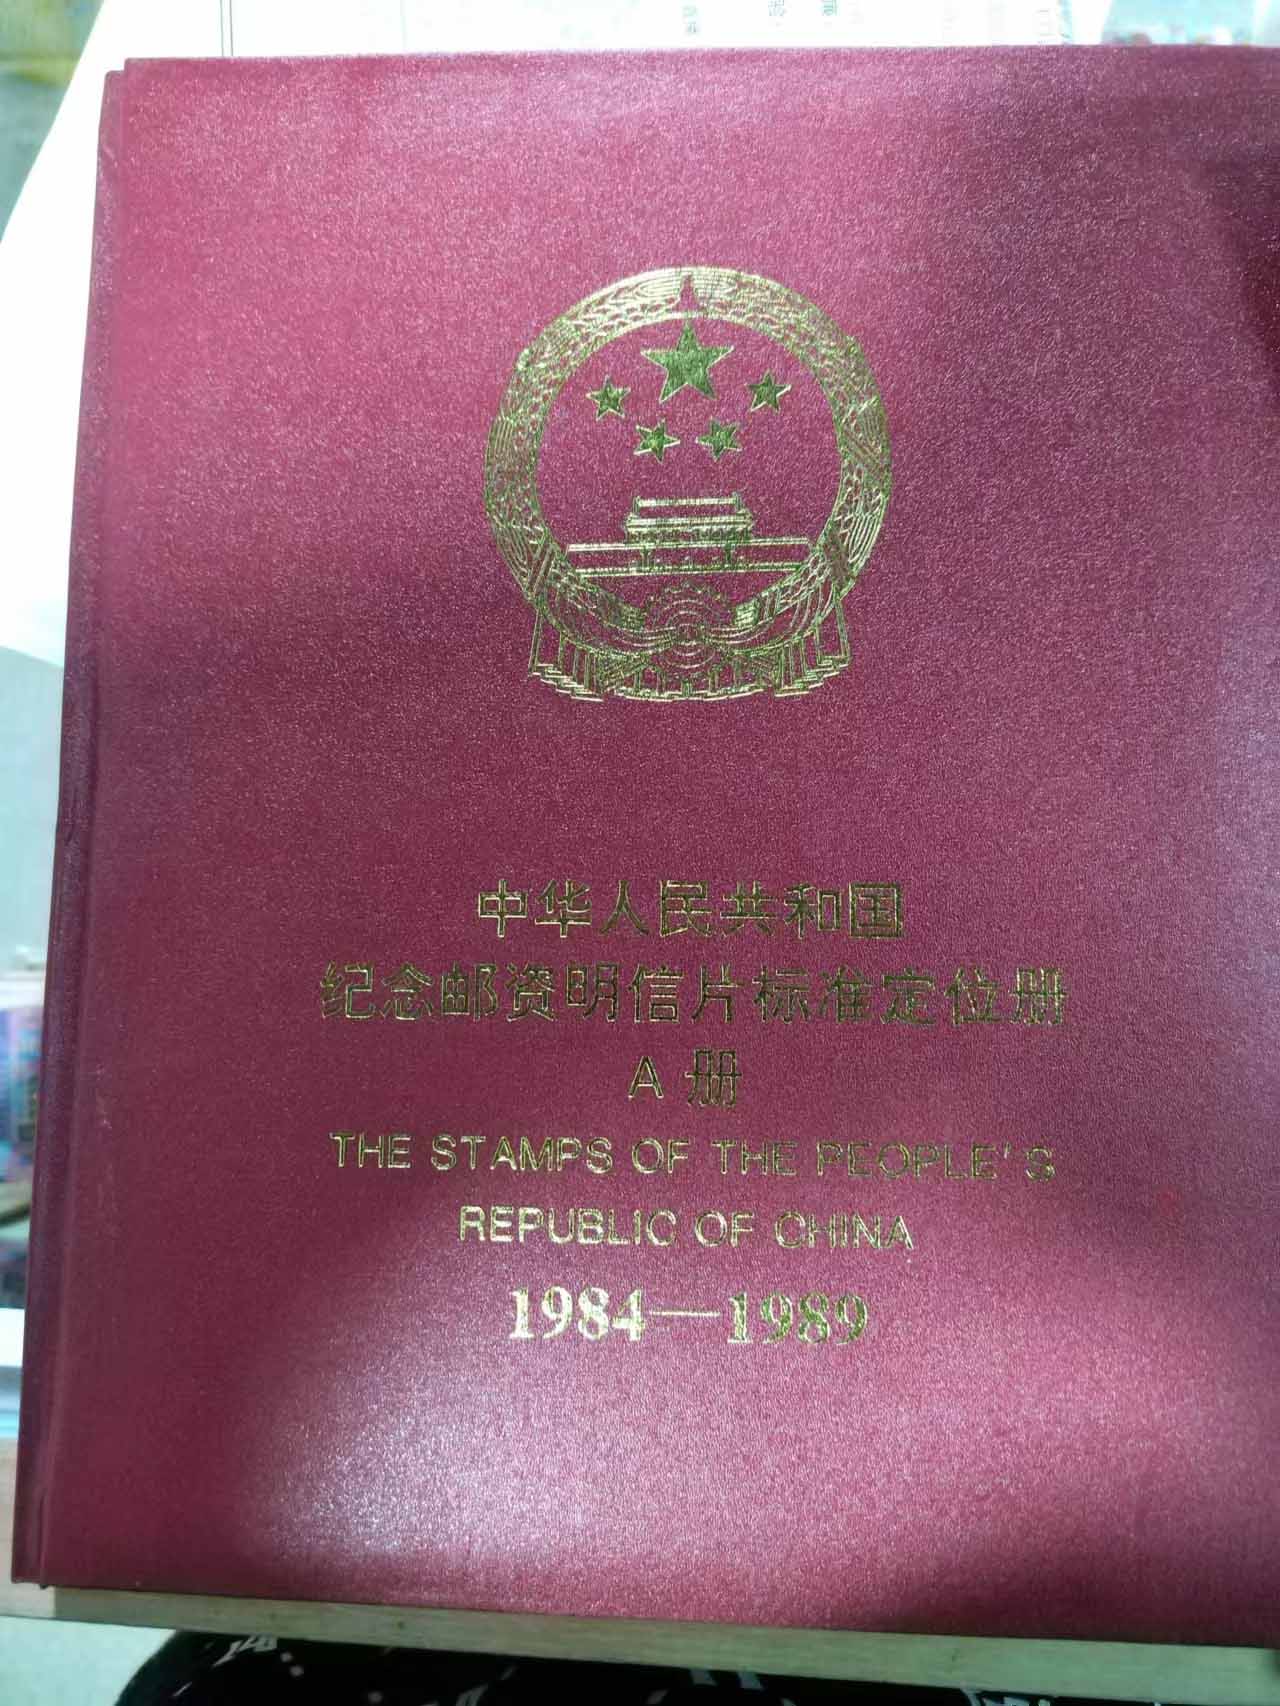 中华人民共和国
纪念邮资明信片标准定位册
A 册
THE STAMPS OF THE PEOPLE'S
REPUBLIC OF CHINA
1984—1989